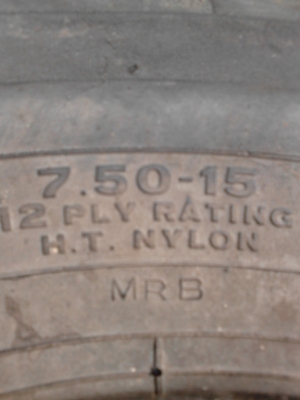 7.50-15
12 PLY RATING
H.T. NYLON
MRB